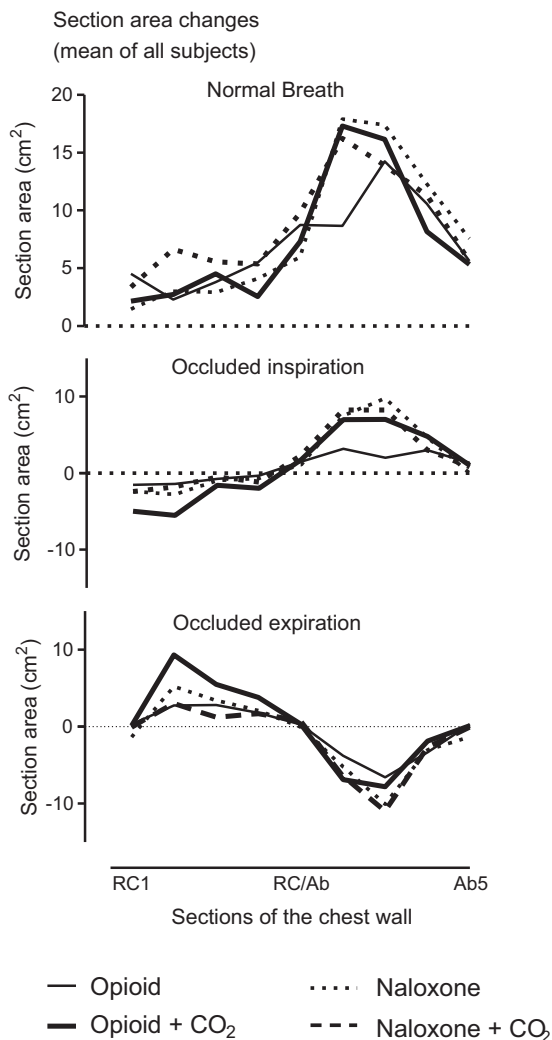 Section area changes
(mean of all subjects)
Normal Breath
Section area (cm²)
20
15
10
5
0
Occluded inspiration
Section area (cm²)
10
0
-10
Occluded expiration
Section area (cm²)
10
0
-10
RC1 RC/Ab Ab5
Sections of the chest wall
Opioid Naloxone
Opioid + CO₂ Naloxone + CO₂